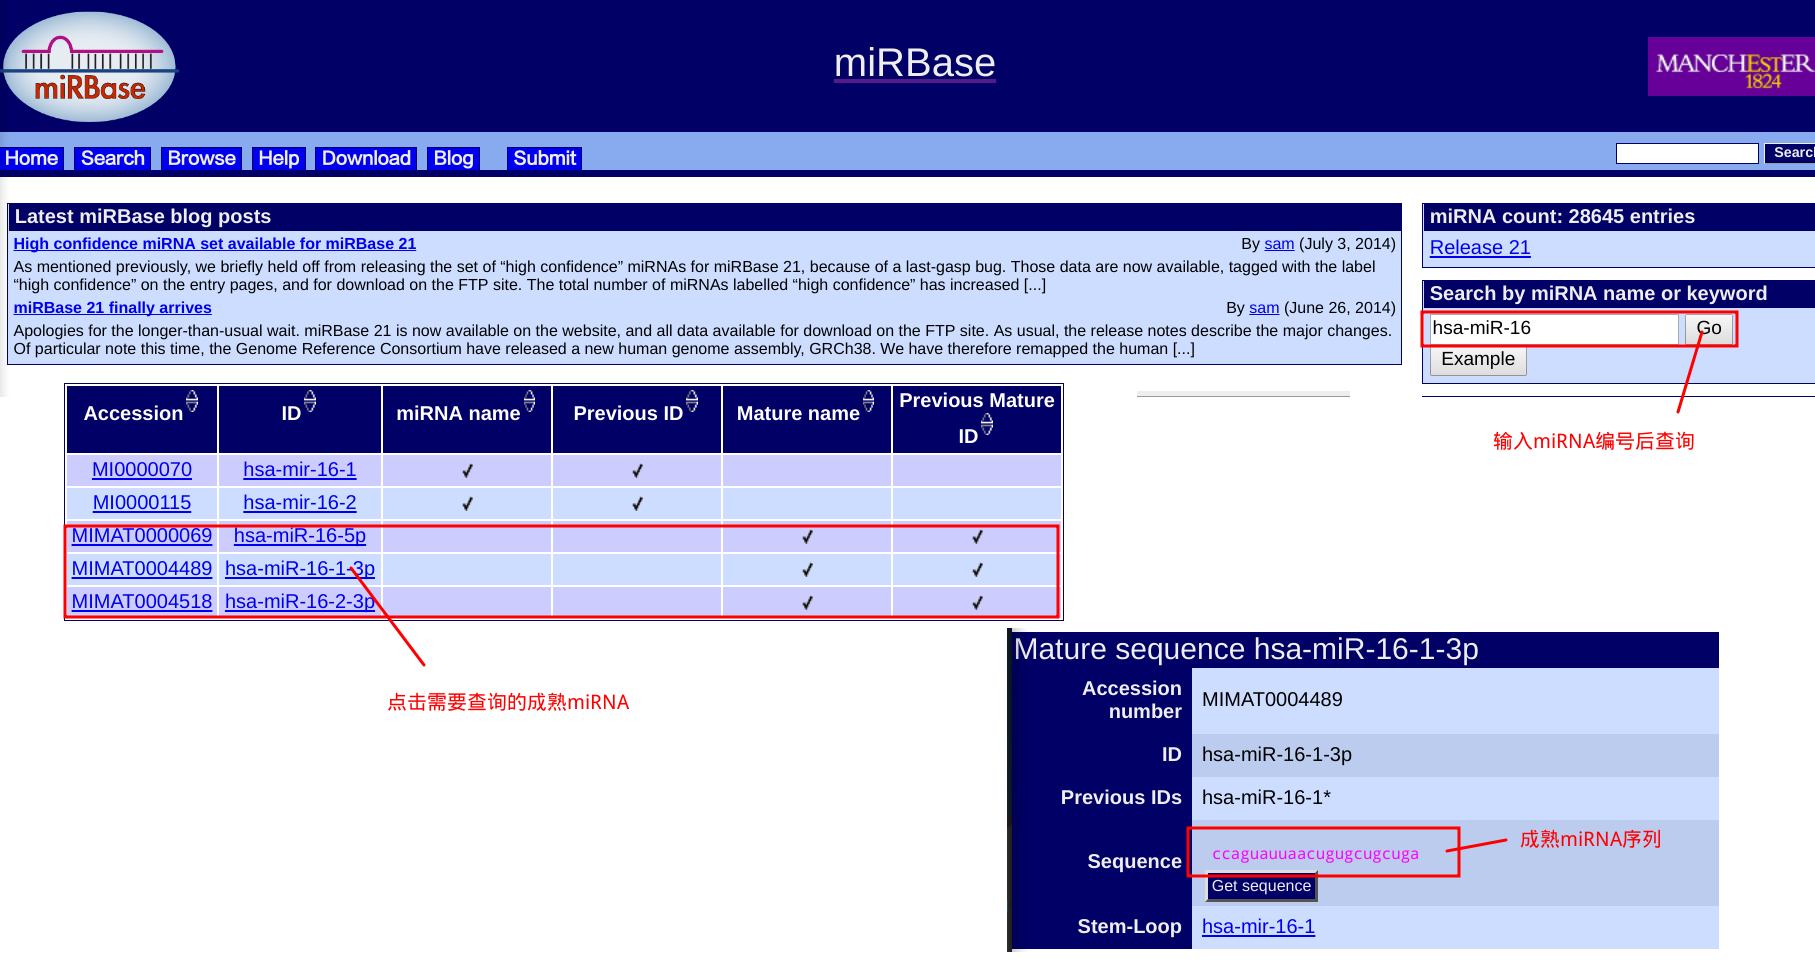 miRBase
miRBase
MANCHEsTER
1824
Home Search Browse Help Download Blog Submit
Searc
Latest miRBase blog posts
High confidence miRNA set available for miRBase 21 By sam (July 3, 2014)
As mentioned previously, we briefly held off from releasing the set of “high confidence” miRNAs for miRBase 21, because of a last-gasp bug. Those data are now available, tagged with the label
“high confidence” on the entry pages, and for download on the FTP site. The total number of miRNAs labelled “high confidence” has increased [...]
miRBase 21 finally arrives By sam (June 26, 2014)
Apologies for the longer-than-usual wait. miRBase 21 is now available on the website, and all data available for download on the FTP site. As usual, the release notes describe the major changes.
Of particular note this time, the Genome Reference Consortium have released a new human genome assembly, GRCh38. We have therefore remapped the human [...]
miRNA count: 28645 entries
Release 21
Search by miRNA name or keyword
hsa-miR-16 Go
Example
输入miRNA编号后查询
Accession ID miRNA name Previous ID Mature name Previous Mature ID
MI0000070 hsa-mir-16-1 ✓ ✓
MI0000115 hsa-mir-16-2 ✓ ✓
MIMAT0000069 hsa-miR-16-5p ✓ ✓
MIMAT0004489 hsa-miR-16-1-3p ✓ ✓
MIMAT0004518 hsa-miR-16-2-3p ✓ ✓
点击需要查询的成熟miRNA
Mature sequence hsa-miR-16-1-3p
Accession number MIMAT0004489
ID hsa-miR-16-1-3p
Previous IDs hsa-miR-16-1*
Sequence ccaguauuaacugugcugcuga
Get sequence
成熟miRNA序列
Stem-Loop hsa-mir-16-1